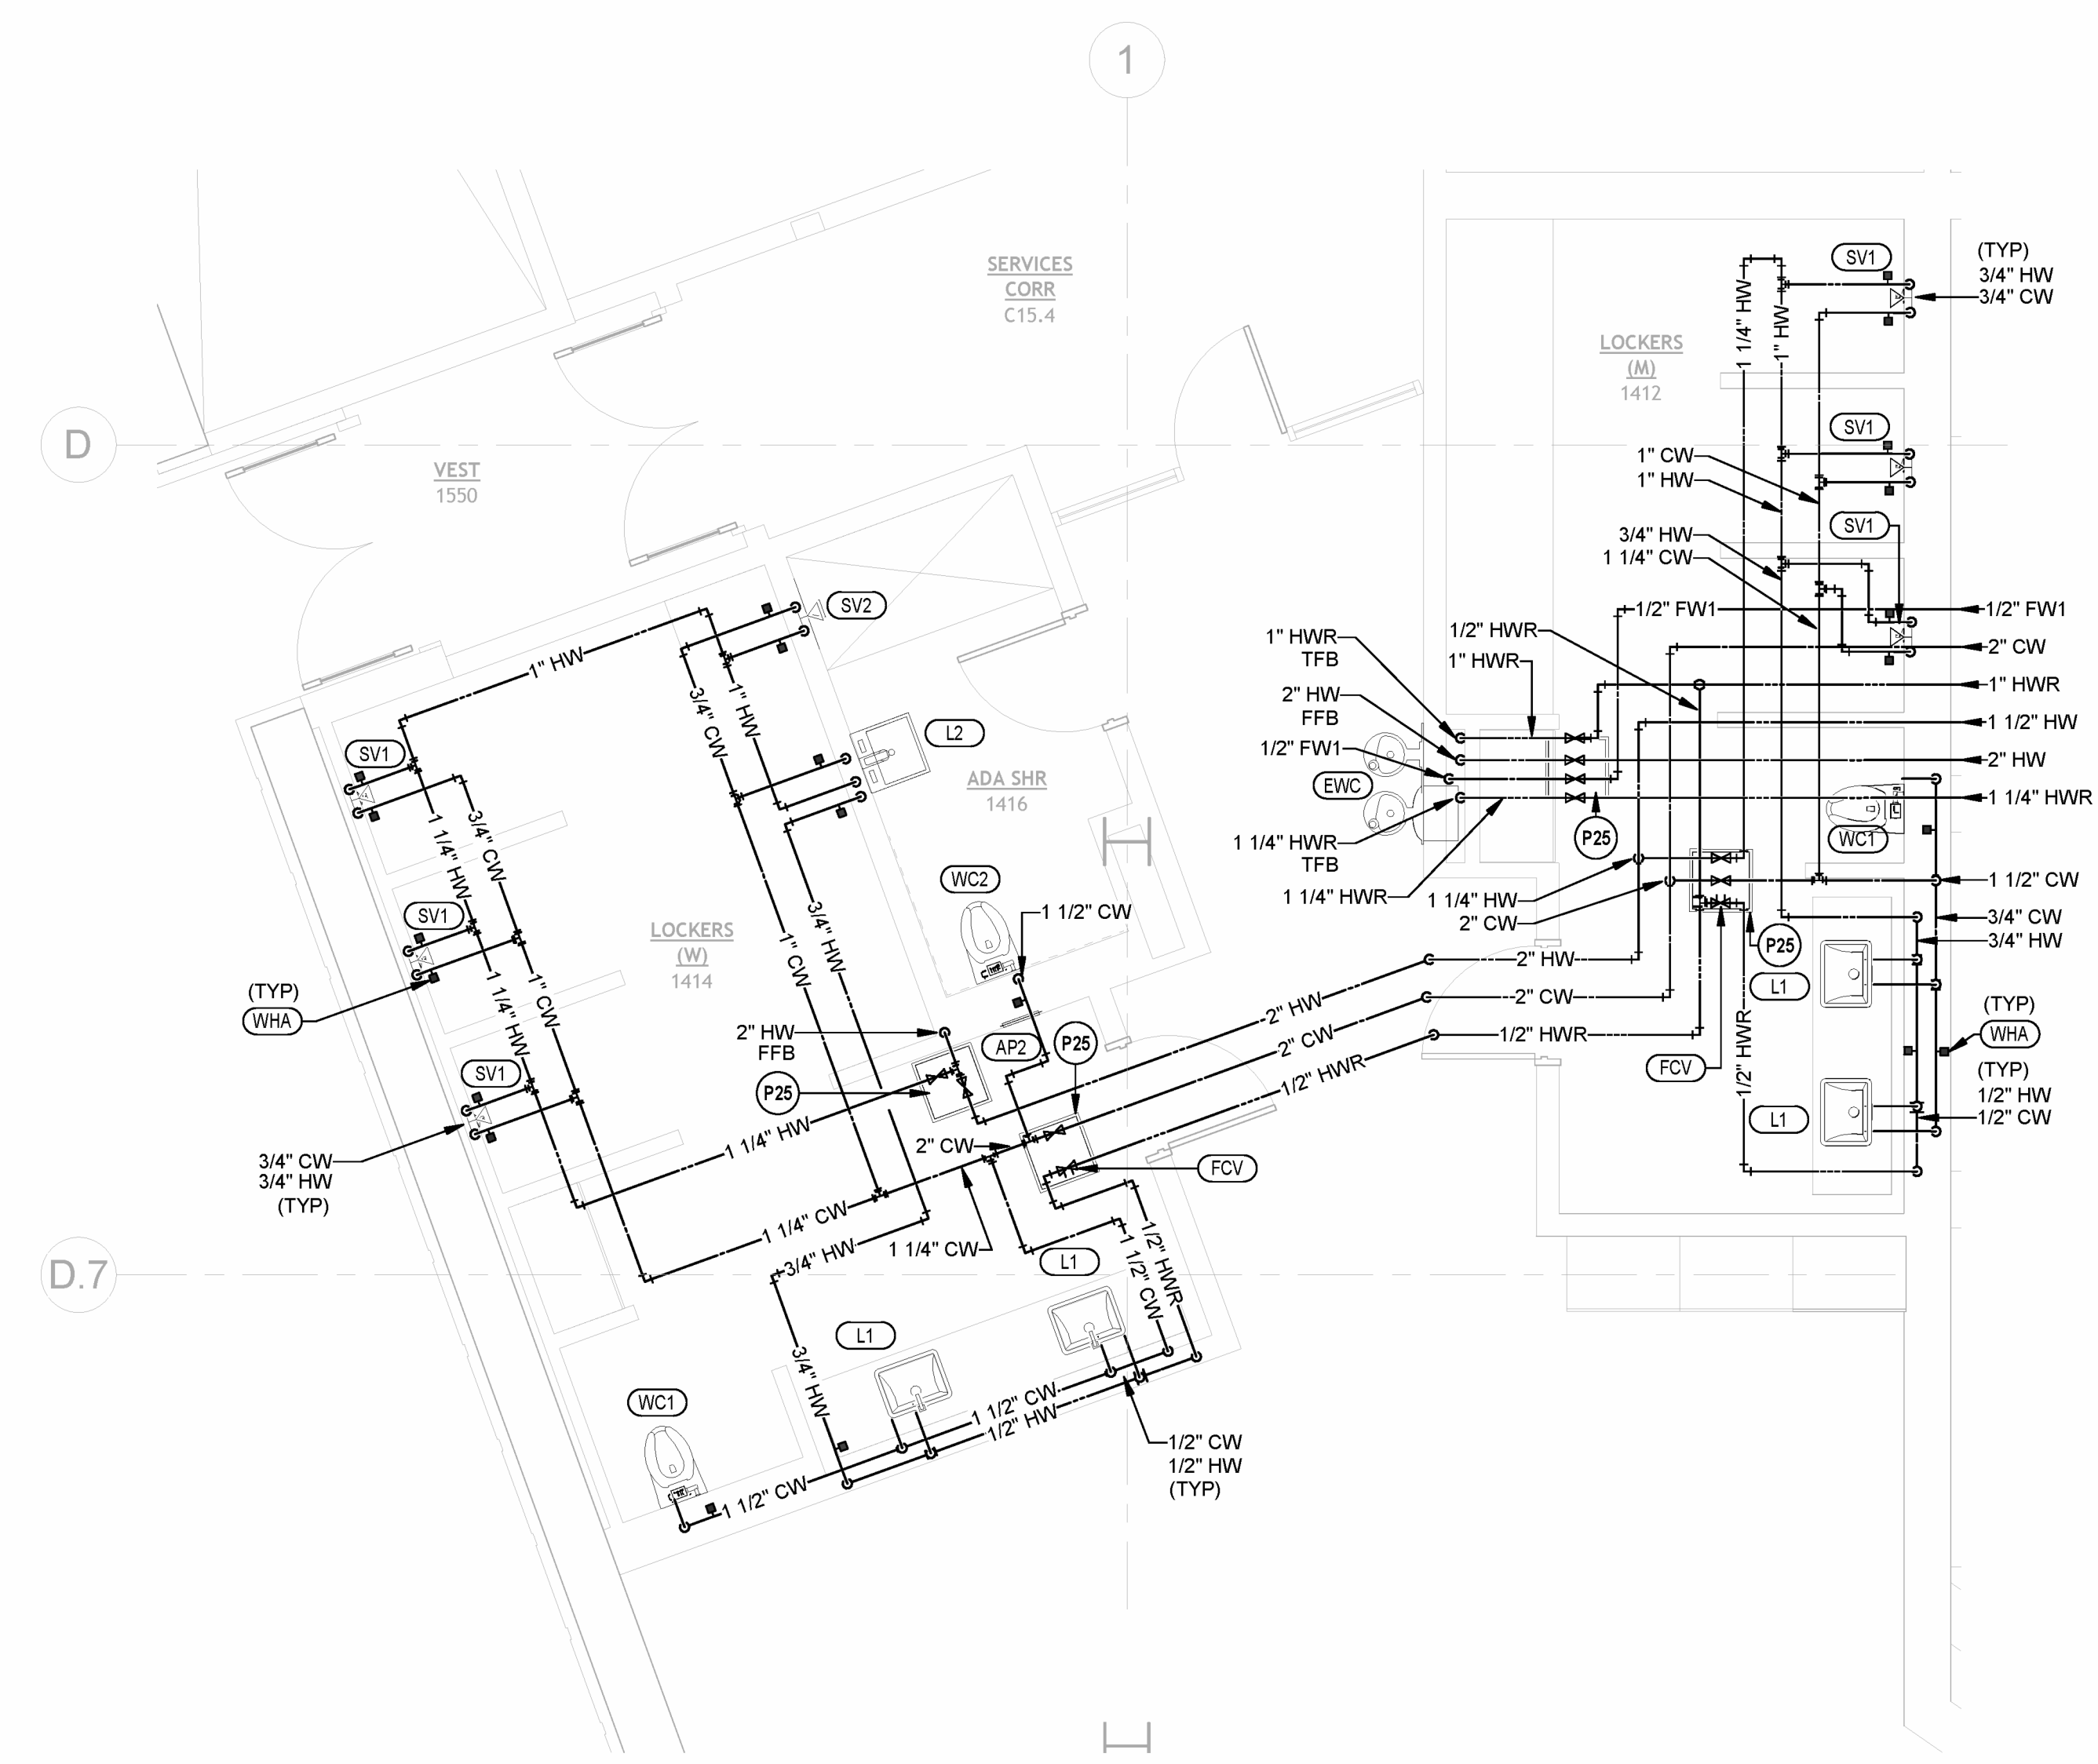 1
SERVICES
CORR
C15.4
SV1
(TYP)
3/4" HW
3/4" CW
1 1/4" HW
1" HW
LOCKERS
(M)
1412
D
VEST
1550
SV1
1" CW
1" HW
SV1
3/4" HW
1 1/4" CW
SV2
1/2" FW1
1/2" FW1
1" HWR
TFB
1/2" HWR
1" HWR
2" CW
1" HW
3/4" CW
1" HW
2" HW
FFB
1" HWR
1 1/2" HW
L2
SV1
1/2" FW1
2" HW
ADA SHR
1416
EWC
1 1/4" HWR
1 1/4" HW
3/4" CW
P25
WC1
1 1/4" HWR
TFB
WC2
1 1/4" HWR
1 1/4" HW
1 1/2" CW
SV1
1 1/2" CW
2" CW
3/4" CW
LOCKERS
(W)
1414
1" CW
3/4" HW
P25
3/4" HW
2" HW
L1
(TYP)
WHA
1 1/4" HW
1" CW
2" HW
2" CW
(TYP)
WHA
2" HW
FFB
AP2
P25
2" CW
1/2" HWR
1/2" HWR
FCV
1/2" HWR
SV1
P25
(TYP)
1/2" HW
1/2" CW
L1
1 1/4" HW
2" CW
FCV
3/4" CW
3/4" HW
(TYP)
1 1/4" CW
1 1/4" CW
3/4" HW
L1
1 1/2" CW
1/2" HWR
D.7
L1
3/4" HW
WC1
1 1/2" CW
1/2" HW
1/2" CW
1/2" HW
(TYP)
1 1/2" CW